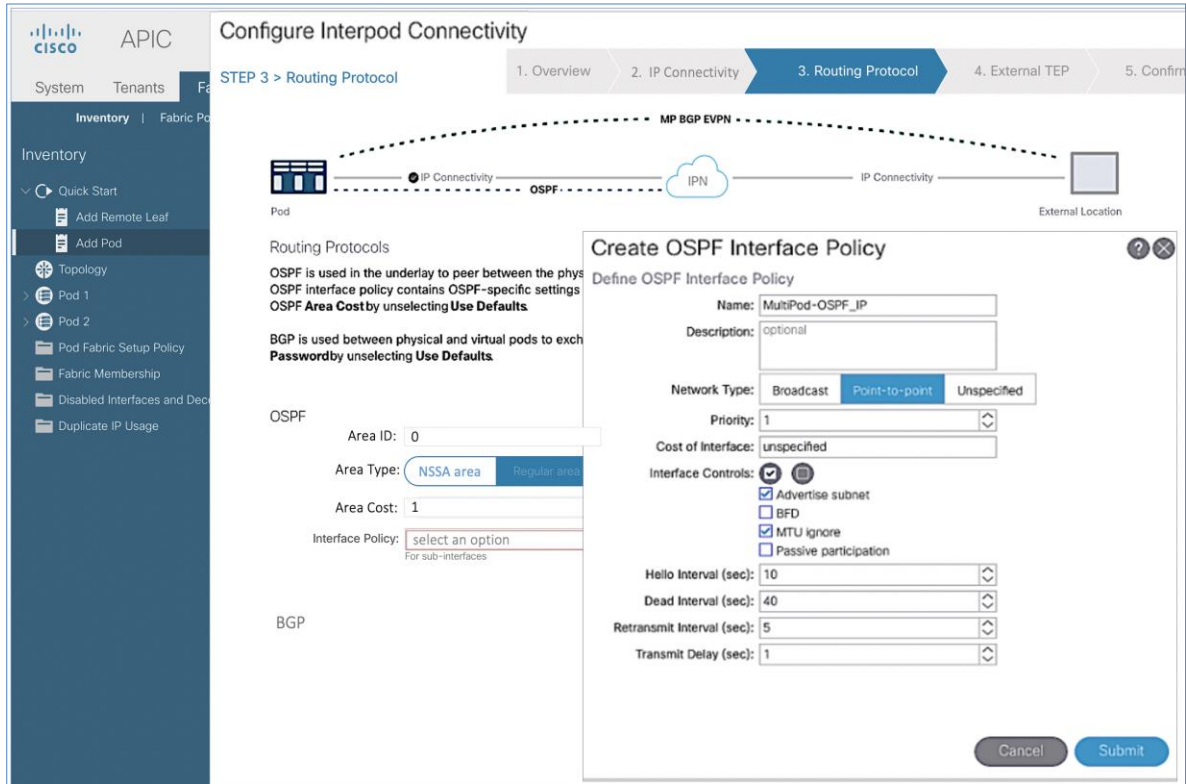 CISCO APIC
System Tenants Fa
Inventory | Fabric Po
Inventory
Quick Start
Add Remote Leaf
Add Pod
Topology
Pod 1
Pod 2
Pod Fabric Setup Policy
Fabric Membership
Disabled Interfaces and Deco
Duplicate IP Usage
Configure Interpod Connectivity
STEP 3 > Routing Protocol
1. Overview
2. IP Connectivity
3. Routing Protocol
4. External TEP
5. Confirm
MP BGP EVPN
IP Connectivity
OSPF
IPN
IP Connectivity
Pod
External Location
Routing Protocols
OSPF is used in the underlay to peer between the phys
OSPF interface policy contains OSPF-specific settings
OSPF Area Cost by unselecting Use Defaults.
BGP is used between physical and virtual pods to exch
Password by unselecting Use Defaults.
OSPF
Area ID: 0
Area Type: NSSA area Regular area
Area Cost: 1
Interface Policy: select an option
For sub-interfaces
BGP
Create OSPF Interface Policy
Define OSPF Interface Policy
Name: MultiPod-OSPF_IP
Description: optional
Network Type: Broadcast Point-to-point Unspecified
Priority: 1
Cost of Interface: unspecified
Interface Controls:
Advertise subnet
BFD
MTU ignore
Passive participation
Hello Interval (sec): 10
Dead Interval (sec): 40
Retransmit Interval (sec): 5
Transmit Delay (sec): 1
Cancel Submit